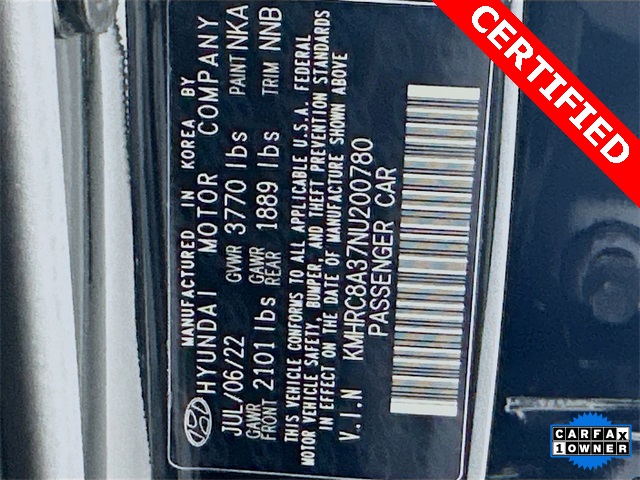 MANUFACTURED IN KOREA BY
HYUNDAI MOTOR COMPANY
JUL/06/22 GVWR 3770 lbs PAINT NKA
GAWR FRONT 2101 lbs GAWR REAR 1889 lbs TRIM NNB
THIS VEHICLE CONFORMS TO ALL APPLICABLE U.S.A. FEDERAL
MOTOR VEHICLE SAFETY, BUMPER, AND THEFT PREVENTION STANDARDS
IN EFFECT ON THE DATE OF MANUFACTURE SHOWN ABOVE
V.I.N KMHRC8A37NU200780
PASSENGER CAR
CERTIFIED
CARFAX
1 OWNER